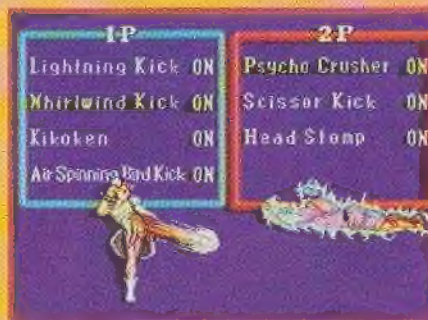 1P
Lightning Kick ON
Whirlwind Kick ON
Kikoken ON
Air Spinning Bird Kick ON
2P
Psycho Crusher ON
Scissor Kick ON
Head Stomp ON